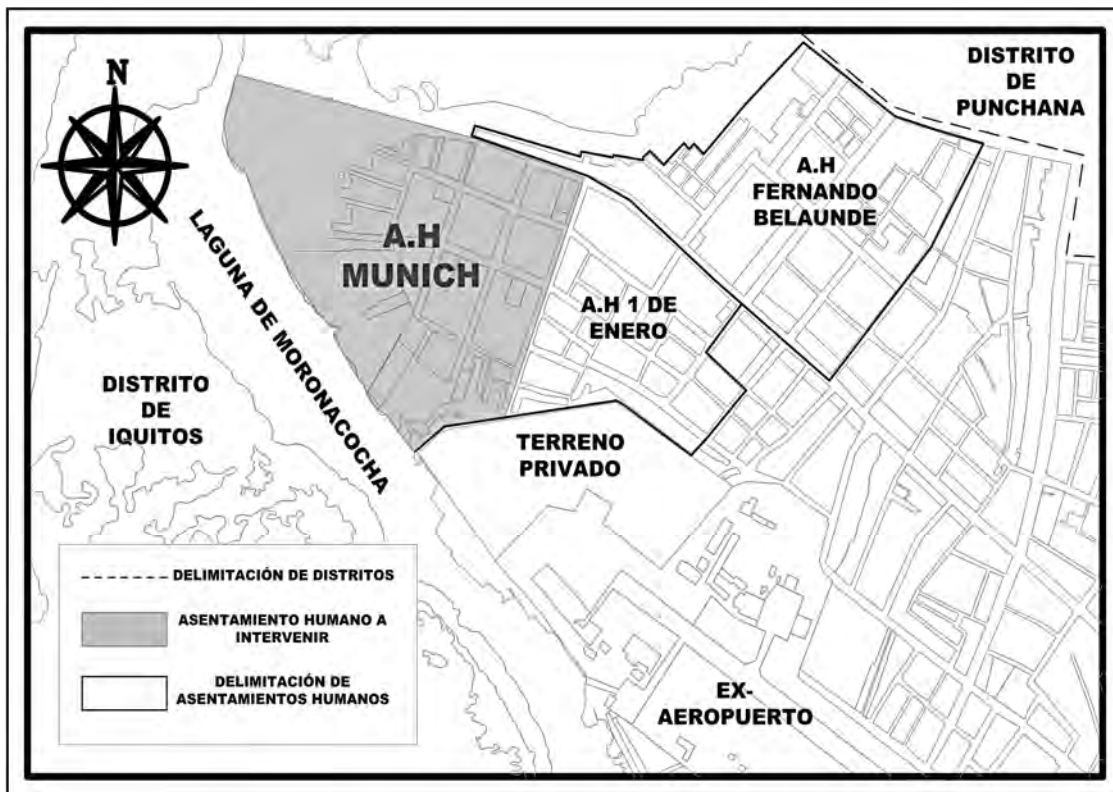 N
DISTRITO
DE
PUNCHANA
A.H
FERNANDO
BELAUNDE
A.H
MUNICH
A.H 1 DE
ENERO
LAGUNA DE MORONACOCHA
DISTRITO
DE
IQUITOS
TERRENO
PRIVADO
EX-
AEROPUERTO
DELIMITACIÓN DE DISTRITOS
ASENTAMIENTO HUMANO A
INTERVENIR
DELIMITACIÓN DE
ASENTAMIENTOS HUMANOS